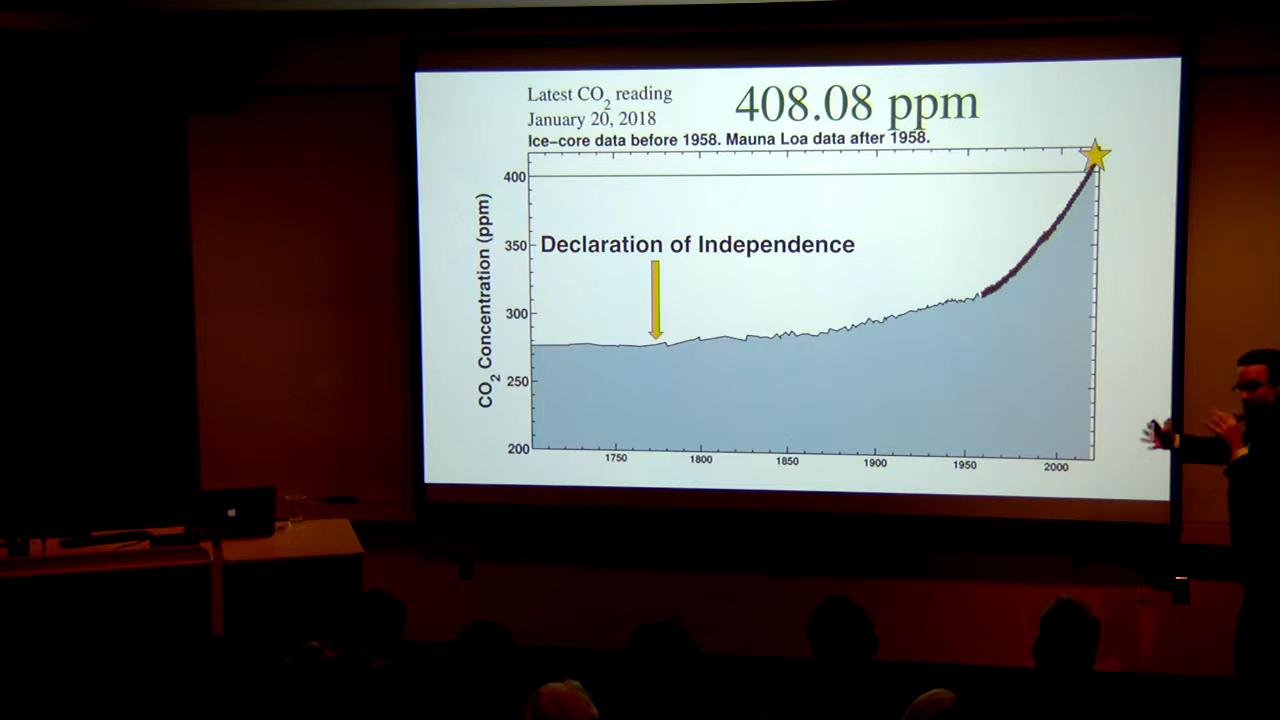 Latest CO2 reading
January 20, 2018
408.08 ppm
Ice-core data before 1958. Mauna Loa data after 1958.
CO2 Concentration (ppm)
400
350
300
250
200
Declaration of Independence
1750
1800
1850
1900
1950
2000